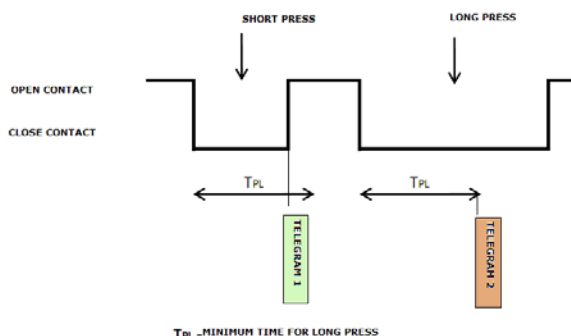 SHORT PRESS
LONG PRESS
OPEN CONTACT
CLOSE CONTACT
TPL
TPL
TELEGRAM 1
TELEGRAM 2
TPL -MINIMUM TIME FOR LONG PRESS